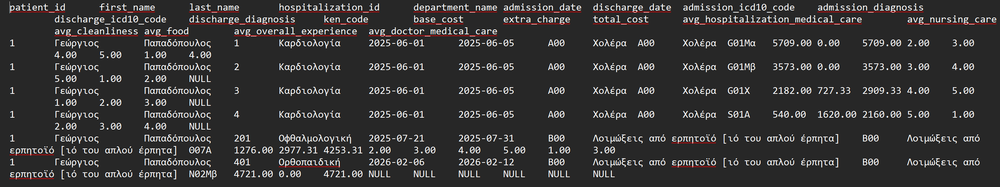 patient_id first_name last_name hospitalization_id department_name admission_date discharge_date admission_icd10_code admission_diagnosis
discharge_icd10_code discharge_diagnosis ken_code base_cost extra_charge total_cost avg_hospitalization_medical_care avg_nursing_care
avg_cleanliness avg_food avg_overall_experience avg_doctor_medical_care
1 Γεώργιος Παπαδόπουλος 1 Καρδιολογία 2025-06-01 2025-06-05 A00 Χολέρα A00 Χολέρα G01Mα 5709.00 0.00 5709.00 2.00 3.00
4.00 5.00 1.00 4.00
1 Γεώργιος Παπαδόπουλος 2 Καρδιολογία 2025-06-01 2025-06-05 A00 Χολέρα A00 Χολέρα G01Mβ 3573.00 0.00 3573.00 3.00 4.00
5.00 1.00 2.00 NULL
1 Γεώργιος Παπαδόπουλος 3 Καρδιολογία 2025-06-01 2025-06-05 A00 Χολέρα A00 Χολέρα G01X 2182.00 727.33 2909.33 4.00 5.00
1.00 2.00 3.00 NULL
1 Γεώργιος Παπαδόπουλος 4 Καρδιολογία 2025-06-01 2025-06-05 A00 Χολέρα A00 Χολέρα S01A 540.00 1620.00 2160.00 5.00 1.00
2.00 3.00 4.00 NULL
1 Γεώργιος Παπαδόπουλος 201 Οφθαλμολογική 2025-07-21 2025-07-31 B00 Λοιμώξεις από ερπητοϊό [ιό του απλού έρπητα] B00 Λοιμώξεις από
ερπητοϊό [ιό του απλού έρπητα] Θ07Α 1276.00 2977.31 4253.31 2.00 3.00 4.00 5.00 1.00 3.00
1 Γεώργιος Παπαδόπουλος 401 Ορθοπαιδική 2026-02-06 2026-02-12 B00 Λοιμώξεις από ερπητοϊό [ιό του απλού έρπητα] B00 Λοιμώξεις από
ερπητοϊό [ιό του απλού έρπητα] Ν02Μβ 4721.00 0.00 4721.00 NULL NULL NULL NULL NULL NULL